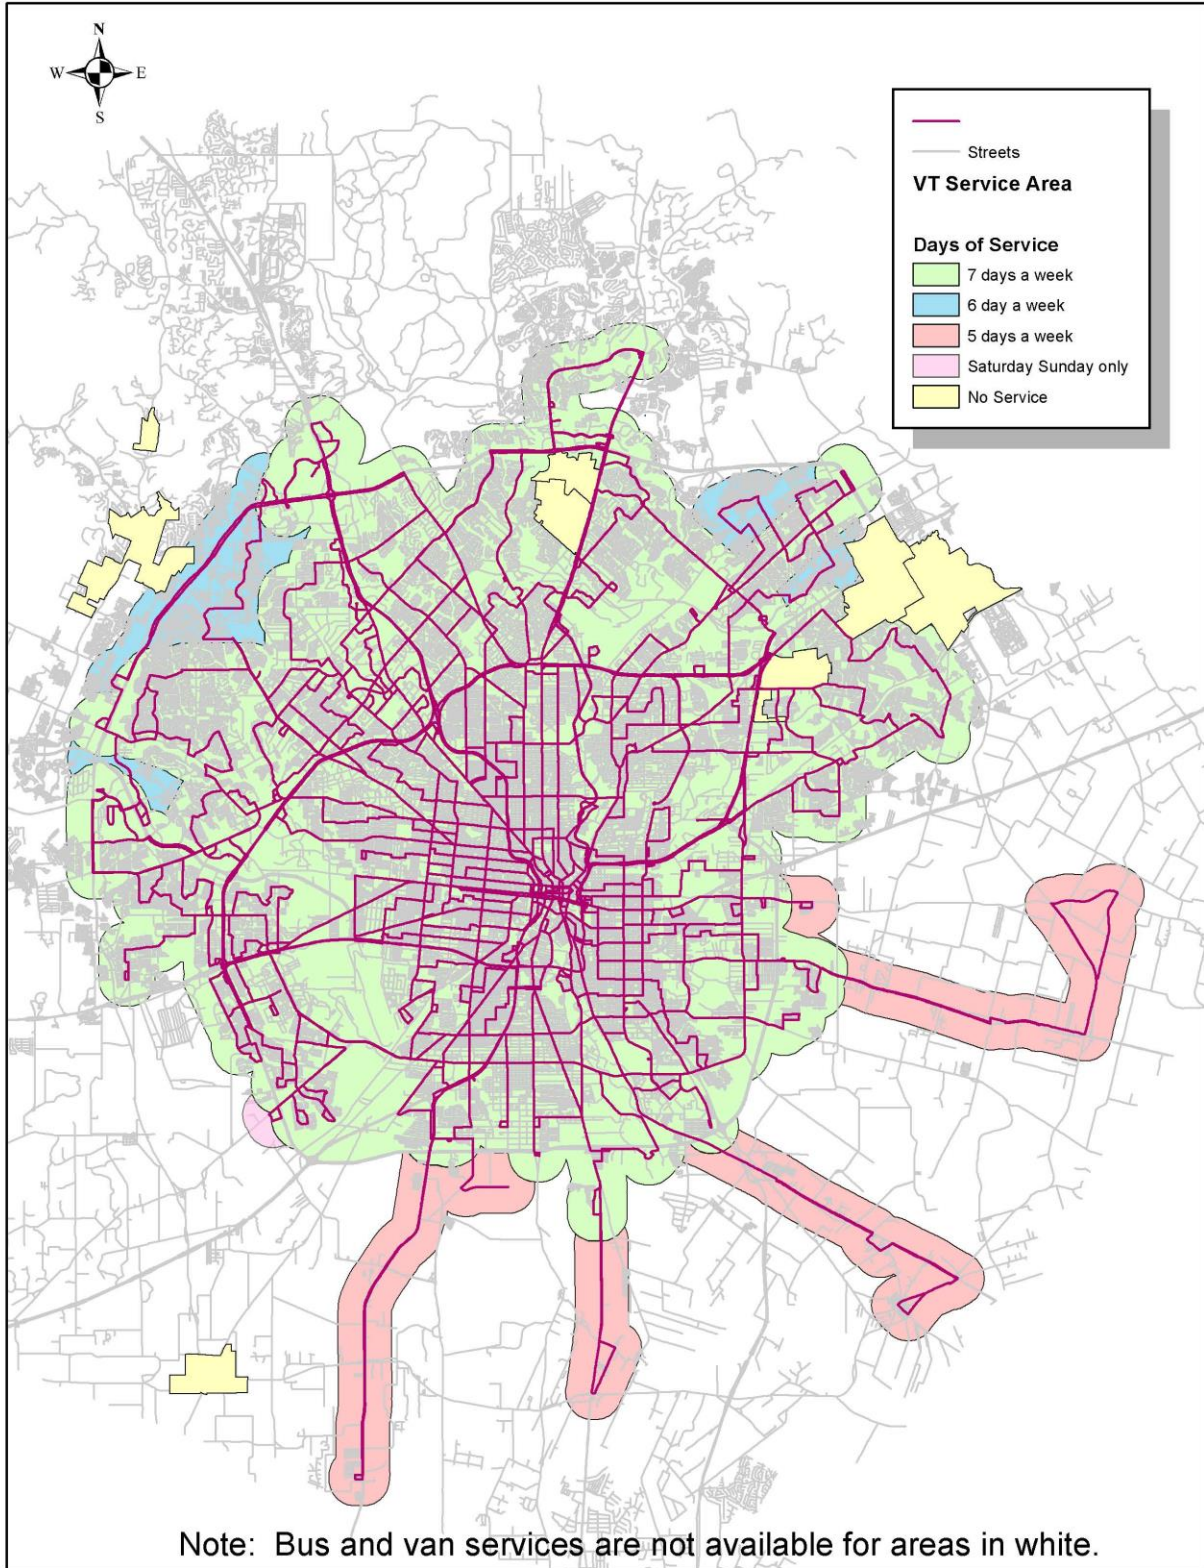 N
W E
S
Streets
VT Service Area
Days of Service
7 days a week
6 day a week
5 days a week
Saturday Sunday only
No Service
Note: Bus and van services are not available for areas in white.